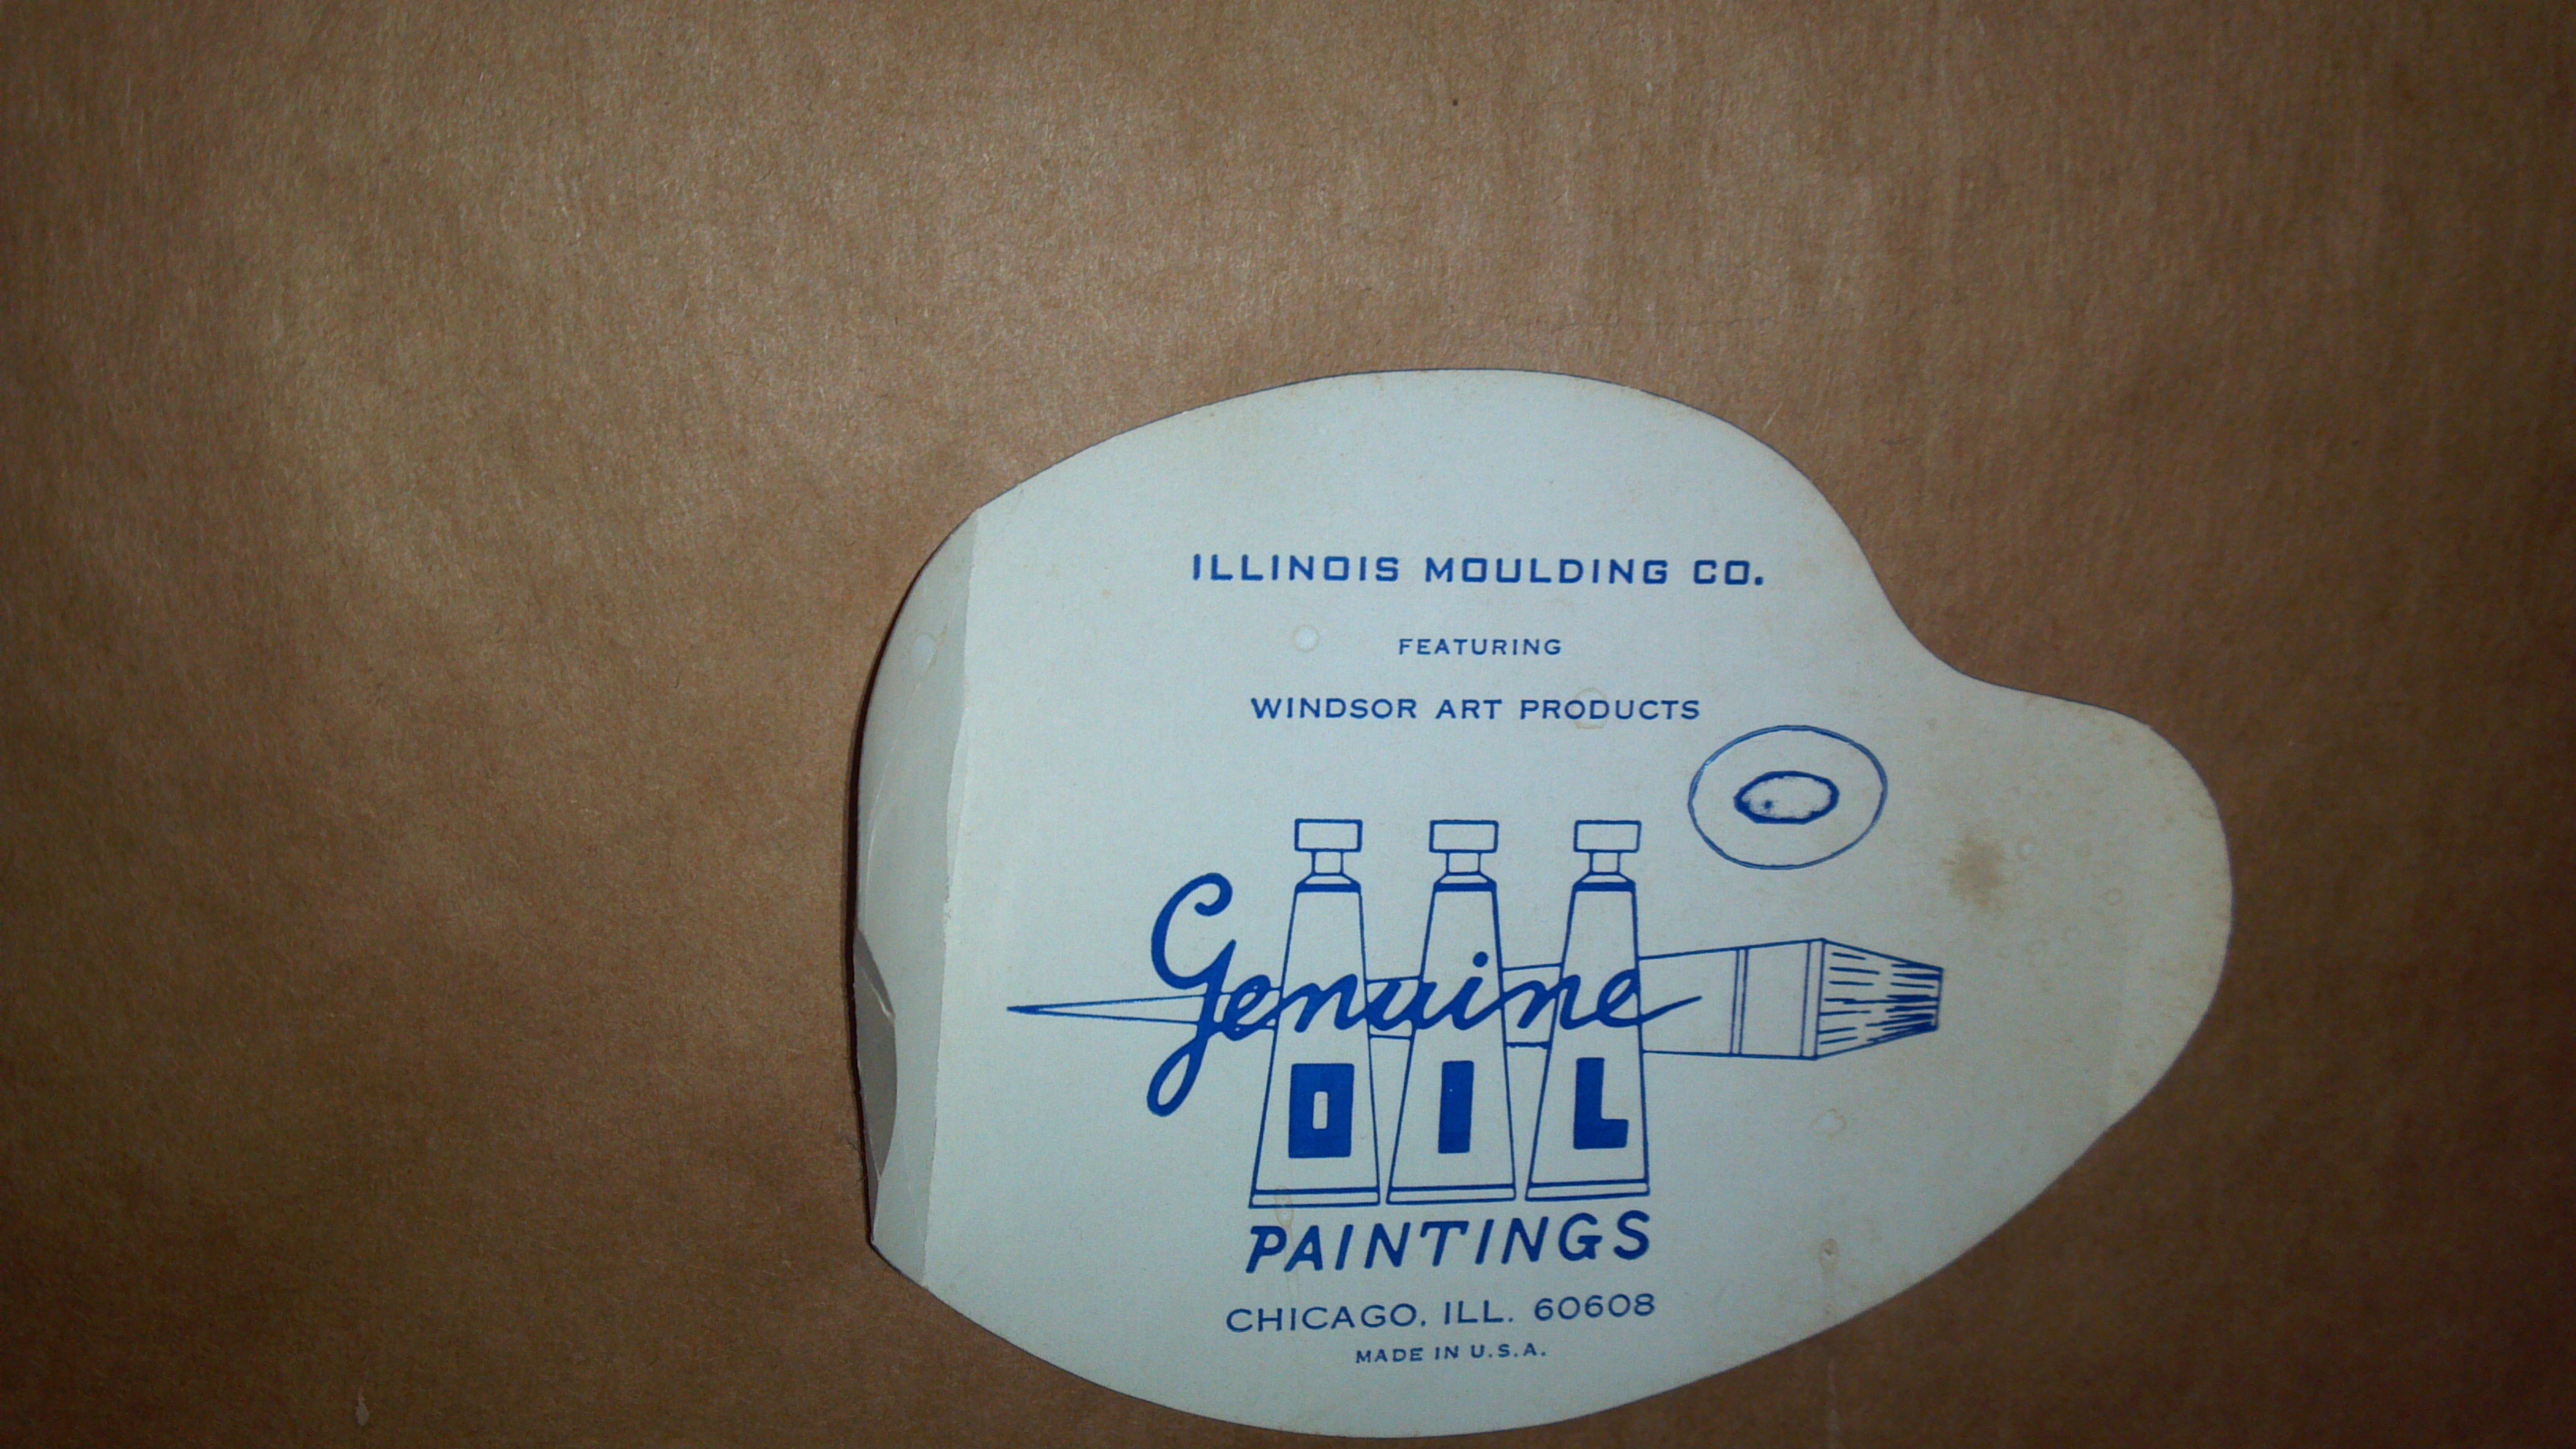 ILLINOIS MOULDING CO.
FEATURING
WINDSOR ART PRODUCTS
Genuine
OIL
PAINTINGS
CHICAGO, ILL. 60608
MADE IN U.S.A.